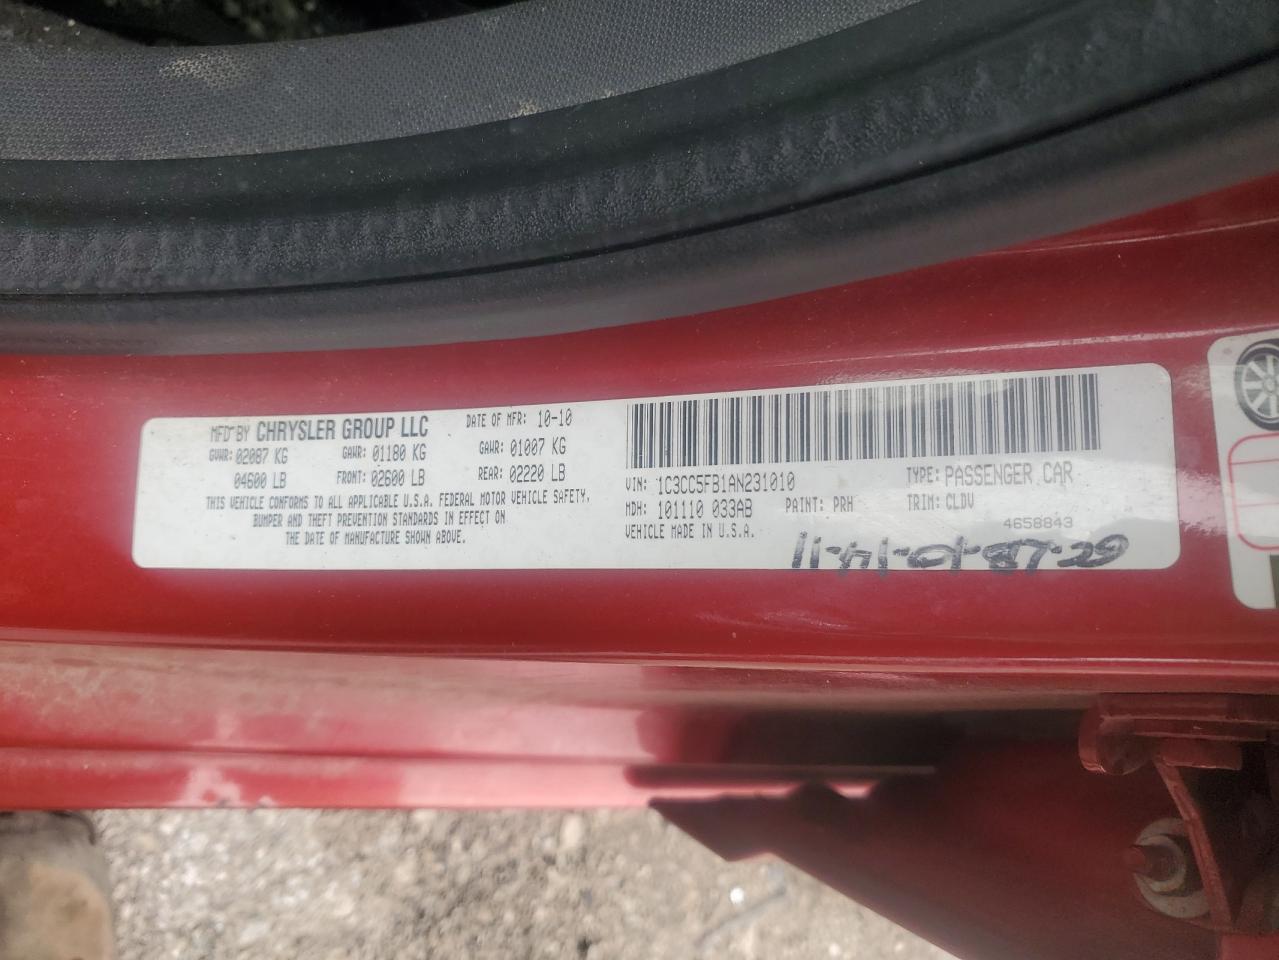 MFD BY CHRYSLER GROUP LLC DATE OF MFR: 10-10
GVWR: 02087 KG GAWR: 01180 KG GAWR: 01007 KG
04600 LB FRONT: 02600 LB REAR: 02220 LB
THIS VEHICLE CONFORMS TO ALL APPLICABLE U.S.A. FEDERAL MOTOR VEHICLE SAFETY,
BUMPER AND THEFT PREVENTION STANDARDS IN EFFECT ON
THE DATE OF MANUFACTURE SHOWN ABOVE.
VIN: 1C3CC5FB1AN231010 TYPE: PASSENGER CAR
MDH: 101110 033AB PAINT: PRH TRIM: CLDV
VEHICLE MADE IN U.S.A. 4658843